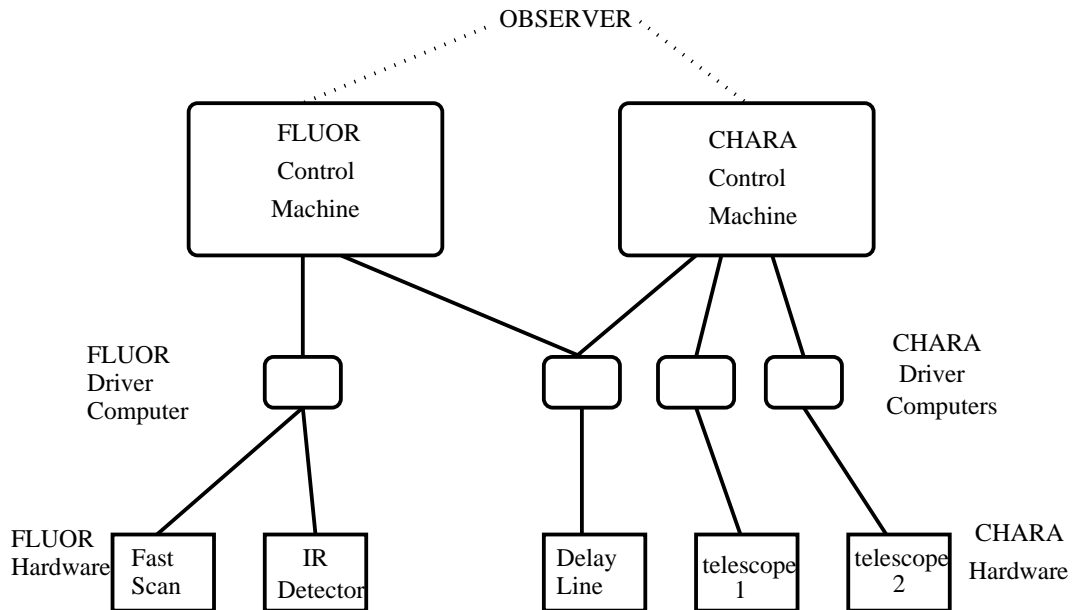 OBSERVER
FLUOR
Control
Machine
CHARA
Control
Machine
FLUOR
Driver
Computer
CHARA
Driver
Computers
FLUOR
Hardware
Fast
Scan
IR
Detector
Delay
Line
telescope
1
telescope
2
CHARA
Hardware